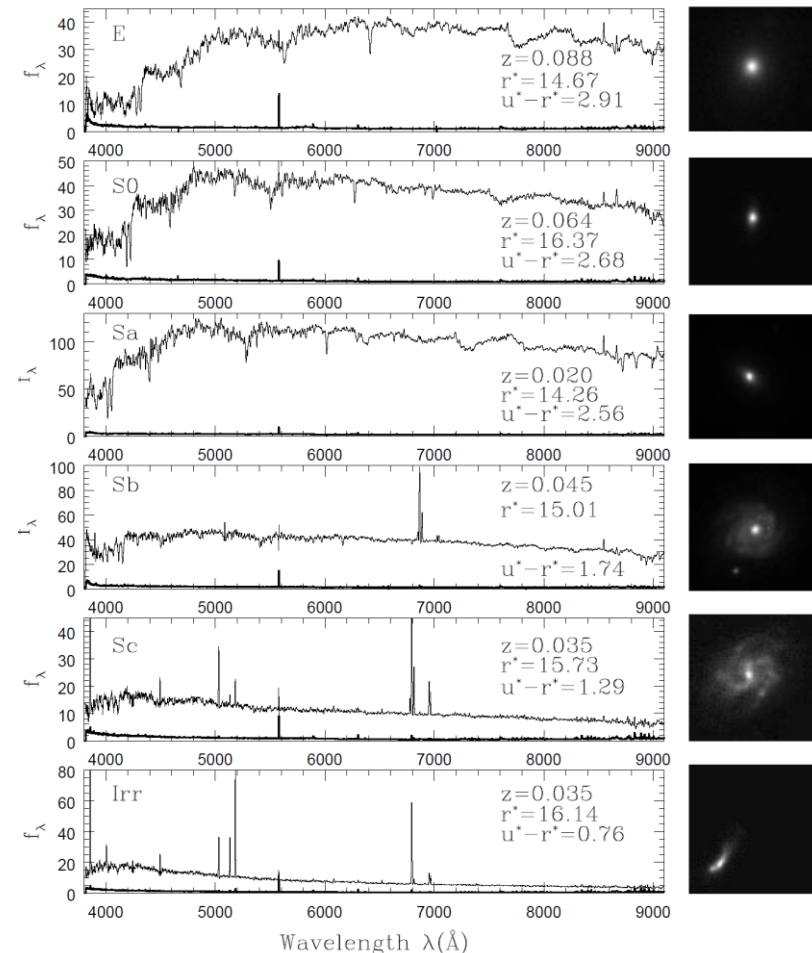 E
40
30
20
10
0
f_λ
z=0.088
r*=14.67
u*−r*=2.91
4000 5000 6000 7000 8000 9000
S0
50
40
30
20
10
0
f_λ
z=0.064
r*=16.37
u*−r*=2.68
4000 5000 6000 7000 8000 9000
Sa
100
50
0
f_λ
z=0.020
r*=14.26
u*−r*=2.56
4000 5000 6000 7000 8000 9000
Sb
100
80
60
40
20
0
f_λ
z=0.045
r*=15.01
u*−r*=1.74
4000 5000 6000 7000 8000 9000
Sc
40
30
20
10
0
f_λ
z=0.035
r*=15.73
u*−r*=1.29
4000 5000 6000 7000 8000 9000
Irr
80
60
40
20
0
f_λ
z=0.035
r*=16.14
u*−r*=0.76
4000 5000 6000 7000 8000 9000
Wavelength λ(Å)